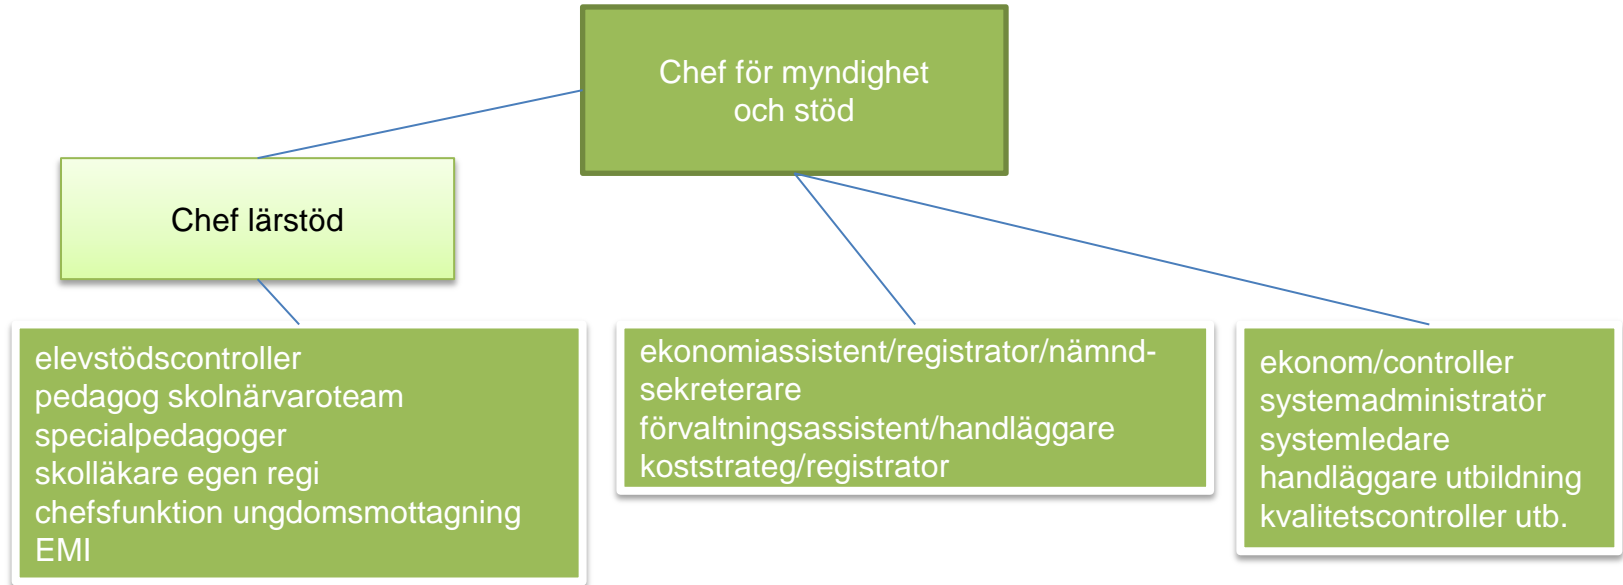 Chef för myndighet
och stöd
Chef lärstöd
elevstödscontroller
pedagog skolnärvaroteam
specialpedagoger
skolläkare egen regi
chefsfunktion ungdomsmottagning
EMI
ekonomiassistent/registrator/nämnd-
sekreterare
förvaltningsassistent/handläggare
koststrateg/registrator
ekonom/controller
systemadministratör
systemledare
handläggare utbildning
kvalitetscontroller utb.